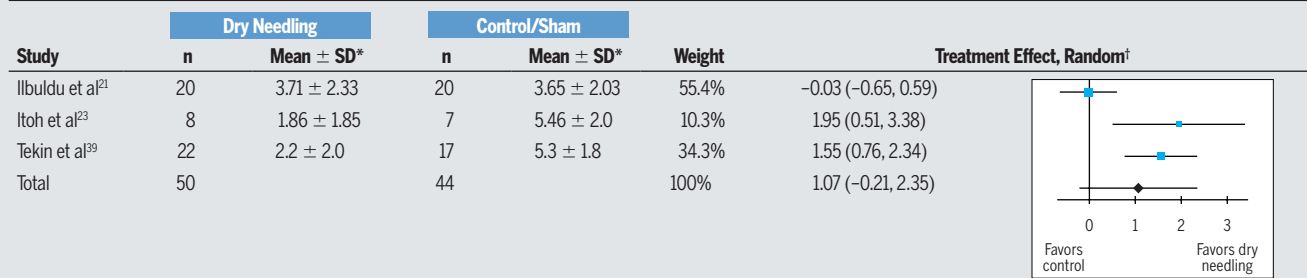 Dry Needling Control/Sham
Study n Mean ± SD* n Mean ± SD* Weight Treatment Effect, Random†
Ilbuldu et al21 20 3.71 ± 2.33 20 3.65 ± 2.03 55.4% –0.03 (–0.65, 0.59)
Itoh et al23 8 1.86 ± 1.85 7 5.46 ± 2.0 10.3% 1.95 (0.51, 3.38)
Tekin et al39 22 2.2 ± 2.0 17 5.3 ± 1.8 34.3% 1.55 (0.76, 2.34)
Total 50 44 100% 1.07 (–0.21, 2.35)
0 1 2 3
Favors Favors dry
control needling